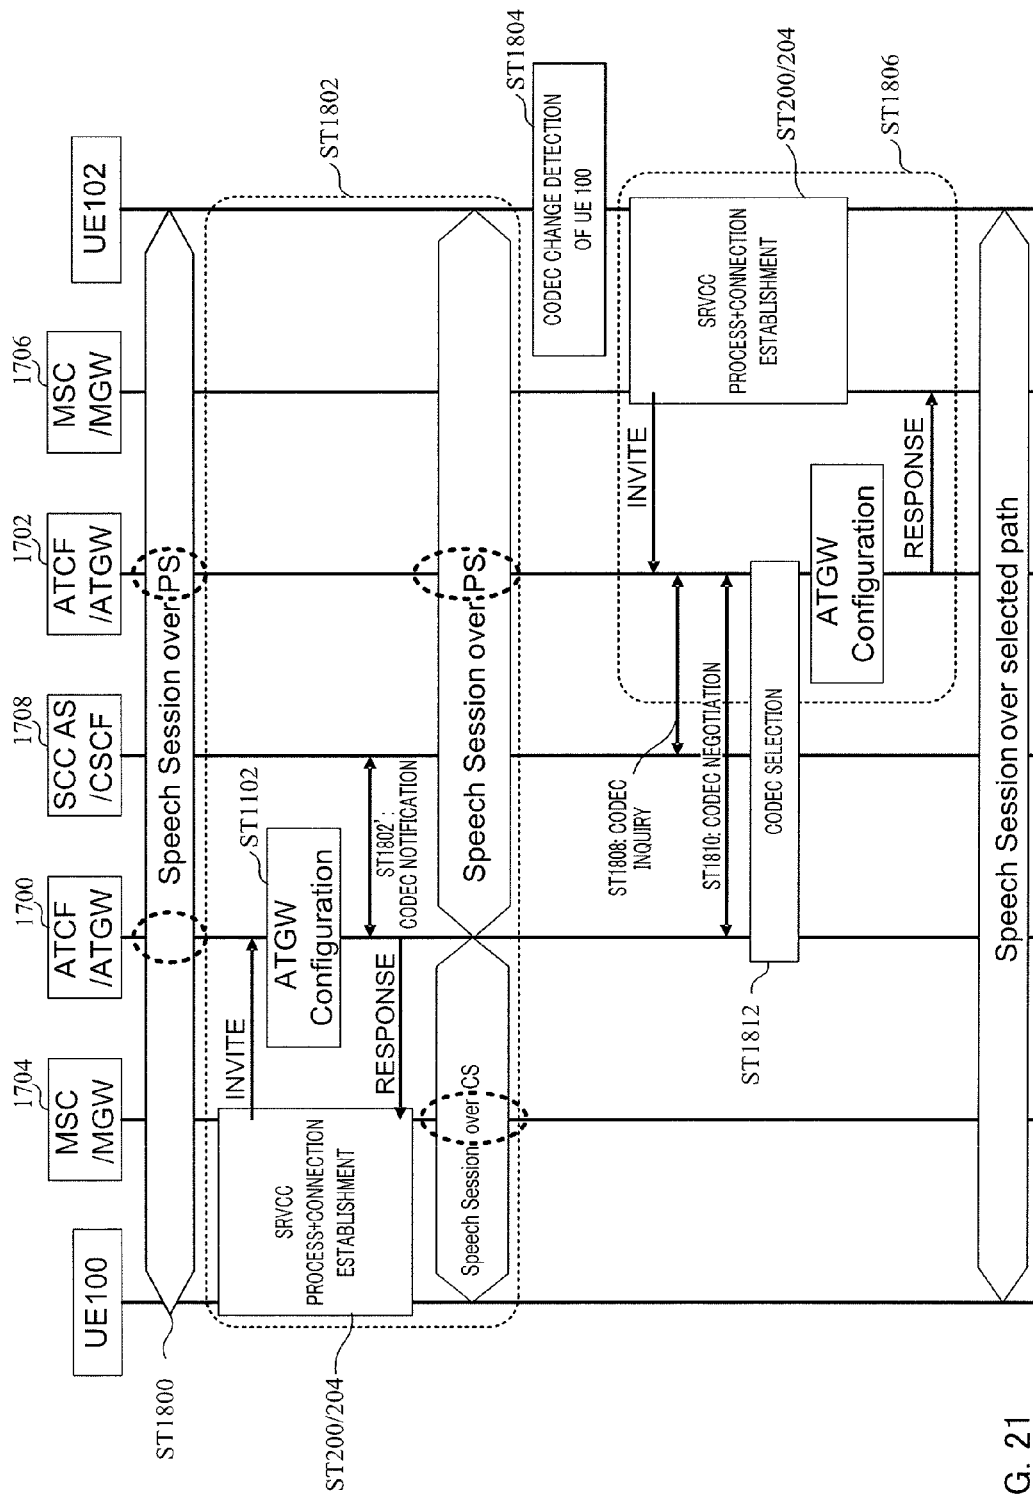 UE100
1704
MSC
/MGW
1700
ATCF
/ATGW
1708
SCC AS
/CSCF
1702
ATCF
/ATGW
1706
MSC
/MGW
UE102
ST1800
Speech Session over PS
ST1802
SRVCC
PROCESS+CONNECTION
ESTABLISHMENT
ST200/204
INVITE
ST1102
ATGW
Configuration
ST1802':
CODEC NOTIFICATION
RESPONSE
Speech Session over CS
Speech Session over PS
ST1804
CODEC CHANGE DETECTION
OF UE 100
SRVCC
PROCESS+CONNECTION
ESTABLISHMENT
ST200/204
ST1806
INVITE
ST1808: CODEC
INQUIRY
ST1810: CODEC NEGOTIATION
CODEC SELECTION
ST1812
ATGW
Configuration
RESPONSE
Speech Session over selected path
G. 21